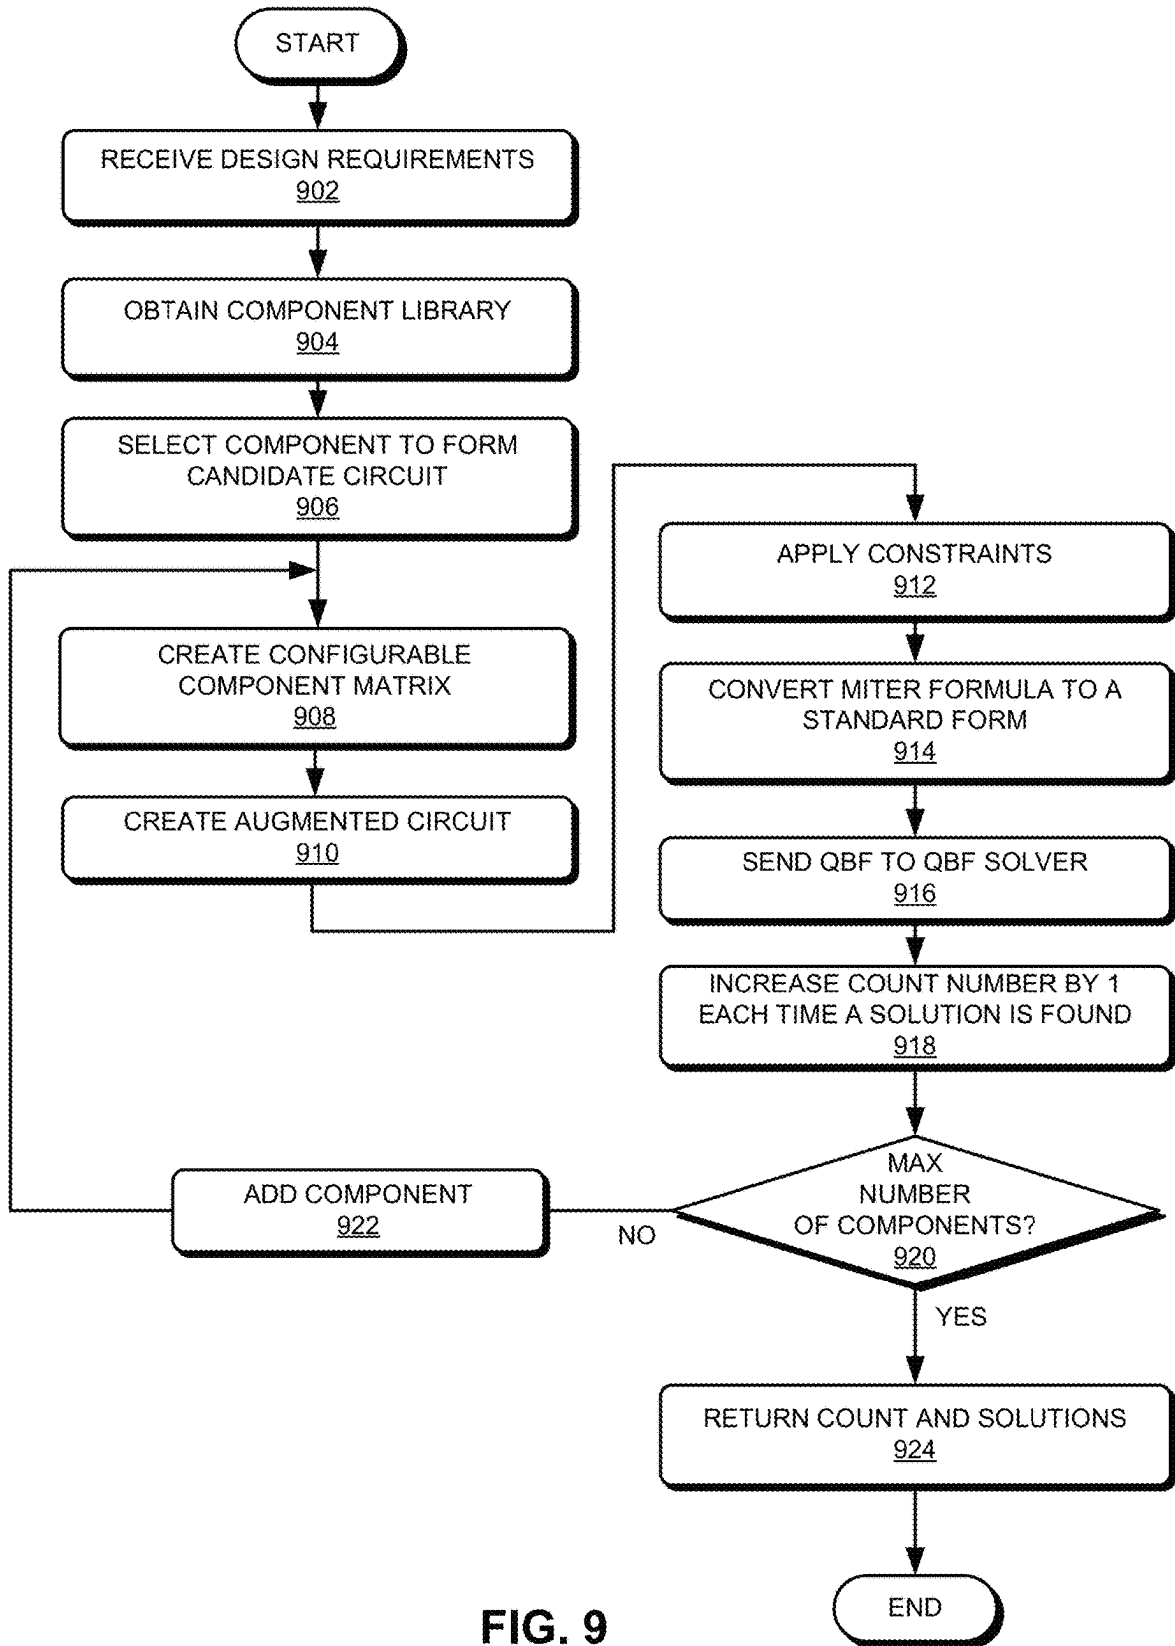 START
RECEIVE DESIGN REQUIREMENTS
902
OBTAIN COMPONENT LIBRARY
904
SELECT COMPONENT TO FORM
CANDIDATE CIRCUIT
906
CREATE CONFIGURABLE
COMPONENT MATRIX
908
CREATE AUGMENTED CIRCUIT
910
APPLY CONSTRAINTS
912
CONVERT MITER FORMULA TO A
STANDARD FORM
914
SEND QBF TO QBF SOLVER
916
INCREASE COUNT NUMBER BY 1
EACH TIME A SOLUTION IS FOUND
918
MAX
NUMBER
OF COMPONENTS?
920
NO
ADD COMPONENT
922
YES
RETURN COUNT AND SOLUTIONS
924
END
FIG. 9